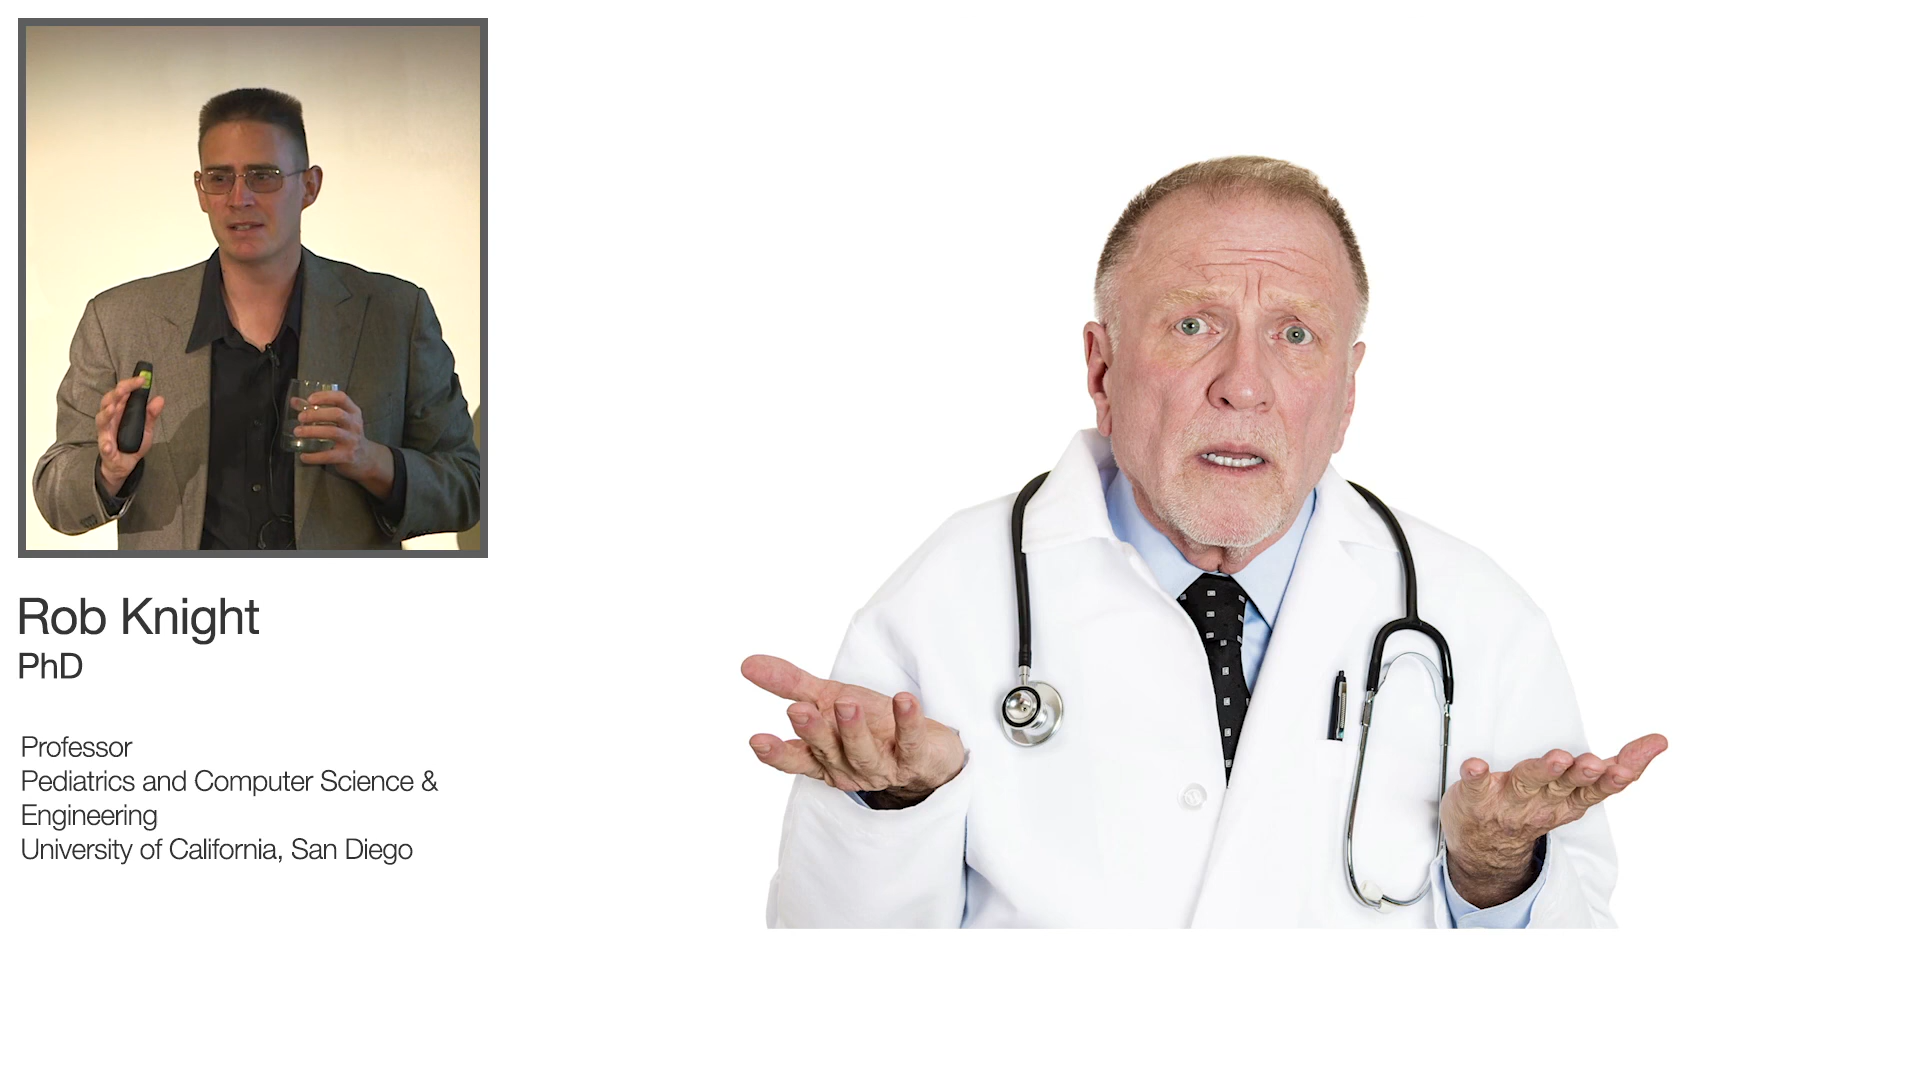 Rob Knight
PhD
Professor
Pediatrics and Computer Science &
Engineering
University of California, San Diego